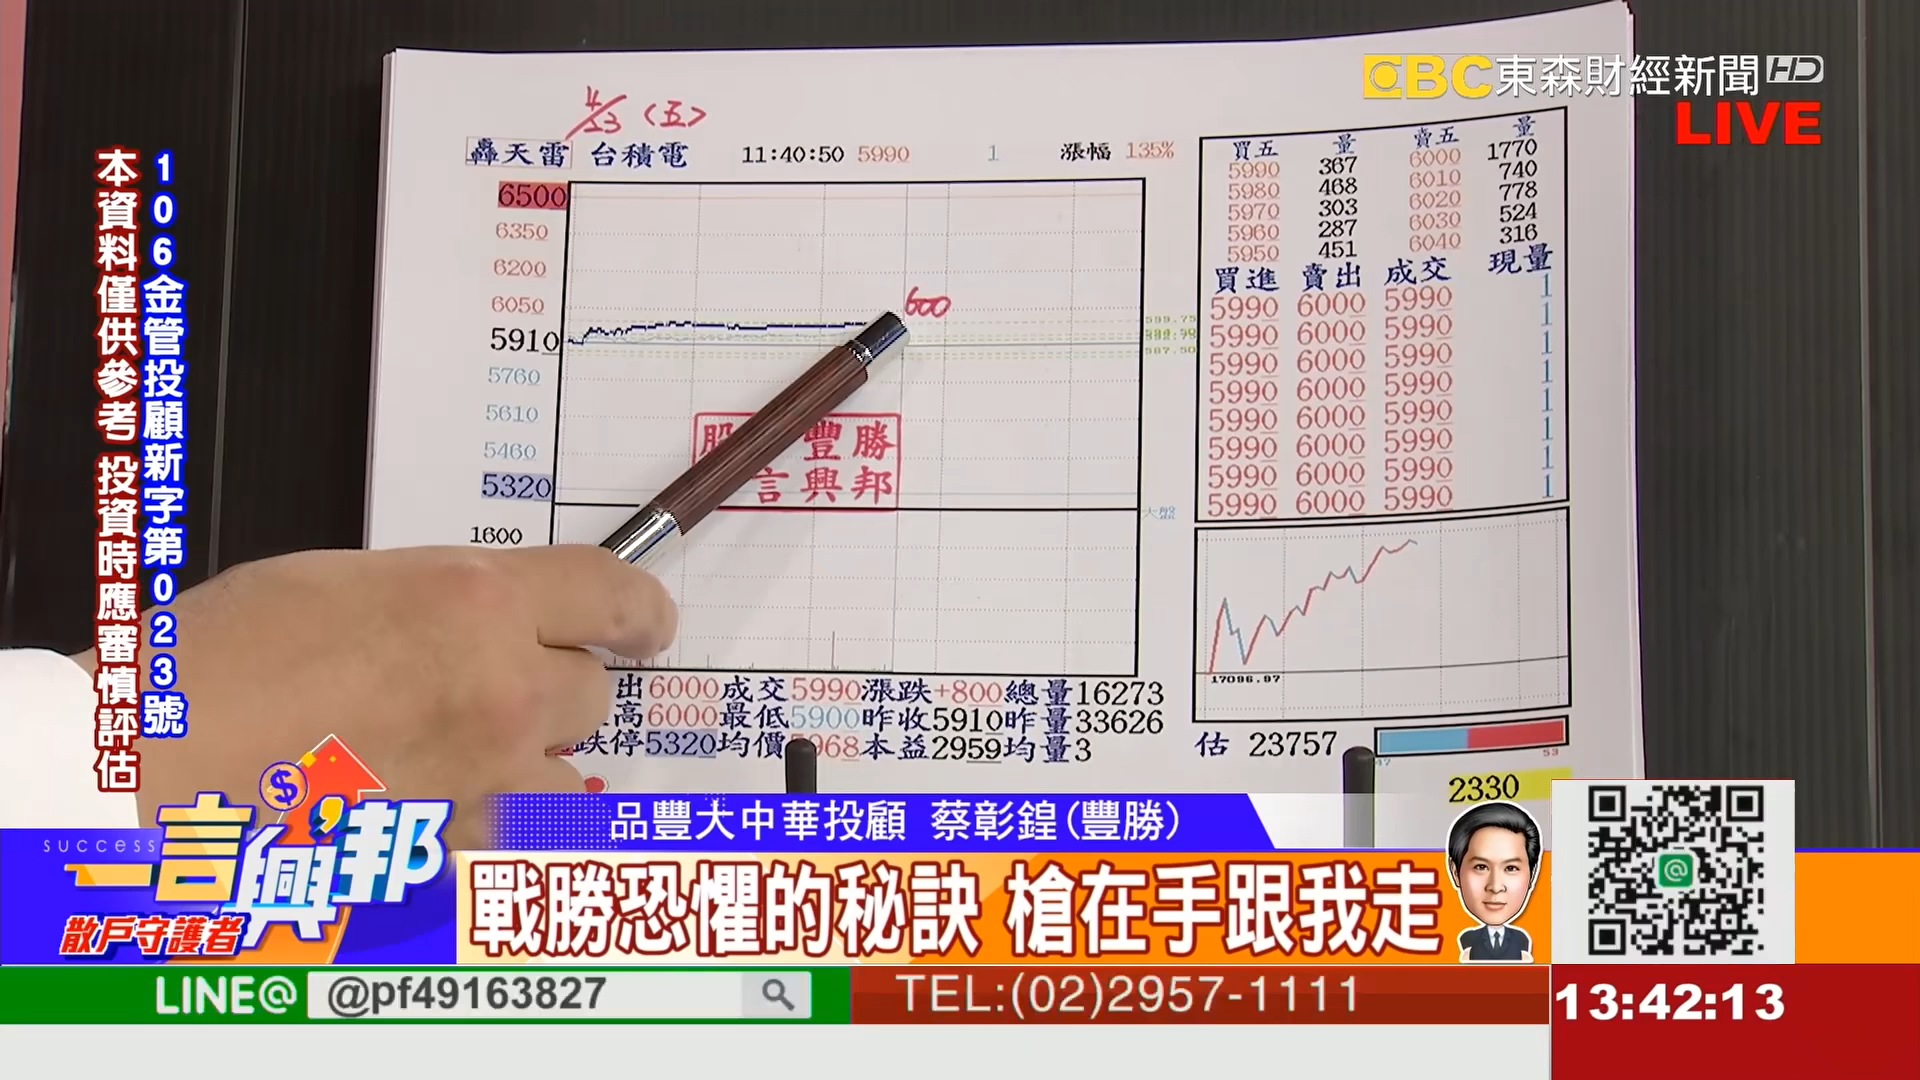 EBC 東森財經新聞 HD
LIVE
本資料僅供參考 投資時應審慎評估
106金管投顧新字第023號
4/23 (五)
轟天雷 台積電 11:40:50 5990 1 漲幅 135%
6500
6350
6200
6050
5910
5760
5610
5460
5320
1600
600
599.75
587.50
大盤
豐勝
言興邦
買五 量 賣五 量
5990 367 6000 1770
5980 468 6010 740
5970 303 6020 778
5960 287 6030 524
5950 451 6040 316
買進 賣出 成交 現量
5990 6000 5990 1
5990 6000 5990 1
5990 6000 5990 1
5990 6000 5990 1
5990 6000 5990 1
5990 6000 5990 1
5990 6000 5990 1
5990 6000 5990 1
17096.97
出6000成交5990漲跌+800總量16273
高6000最低5900昨收5910昨量33626
跌停5320均價5968本益2959均量3
估 23757
47
53
2330
success
一言興邦
散戶守護者
品豐大中華投顧 蔡彰鍠(豐勝)
戰勝恐懼的秘訣 槍在手跟我走
LINE@ @pf49163827
TEL:(02)2957-1111
13:42:13